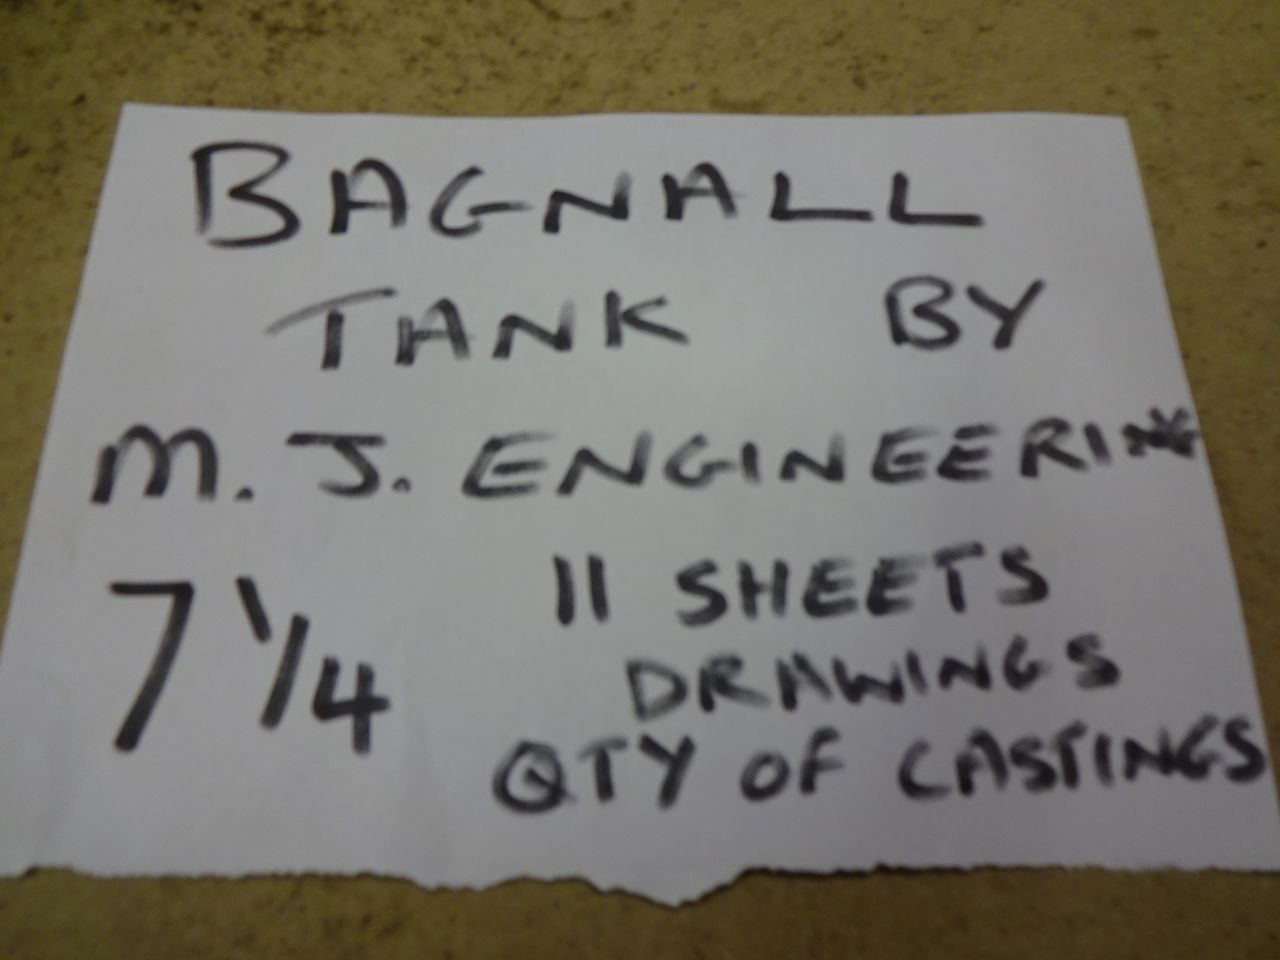 BAGNALL
TANK BY
M. J. ENGINEERING
7 1/4
11 SHEETS
DRAWINGS
QTY OF CASTINGS